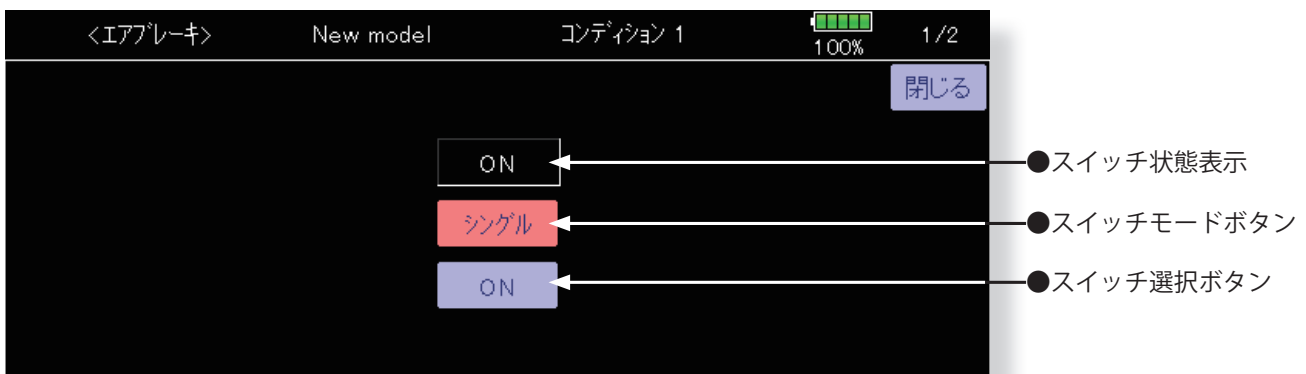 <エアブレーキ> New model コンディション 1 100% 1/2
閉じる
ON ●スイッチ状態表示
シングル ●スイッチモードボタン
ON ●スイッチ選択ボタン